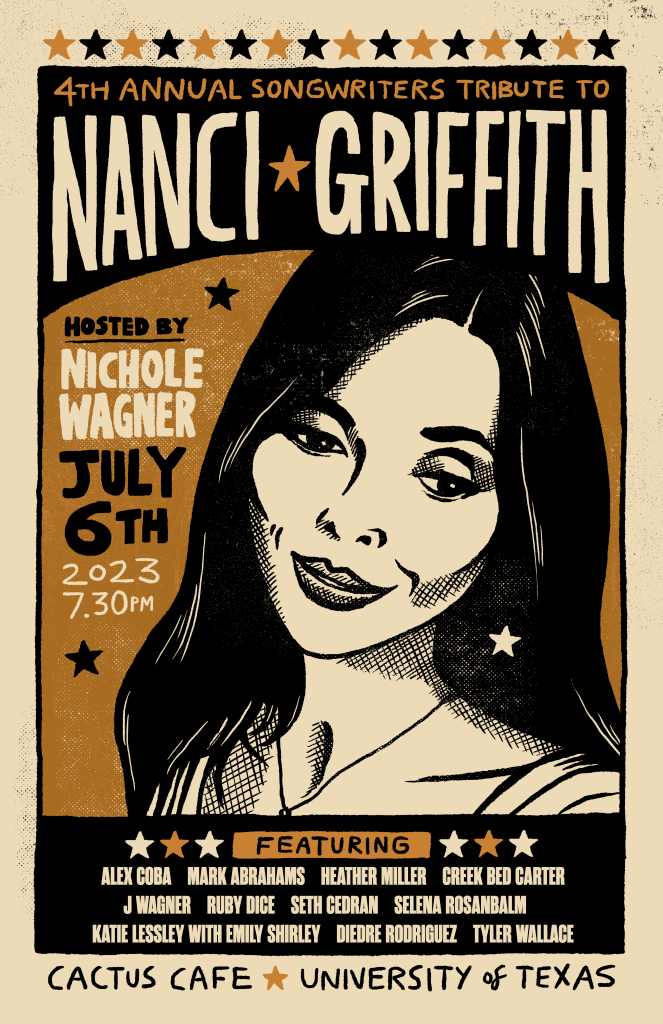 4TH ANNUAL SONGWRITERS TRIBUTE TO
NANCI ★ GRIFFITH
HOSTED BY
NICHOLE
WAGNER
JULY
6TH
2023
7.30PM
FEATURING
ALEX COBA MARK ABRAHAMS HEATHER MILLER CREEK BED CARTER
J WAGNER RUBY DICE SETH CEDRAN SELENA ROSANBALM
KATIE LESSLEY WITH EMILY SHIRLEY DIEDRE RODRIGUEZ TYLER WALLACE
CACTUS CAFE ★ UNIVERSITY of TEXAS